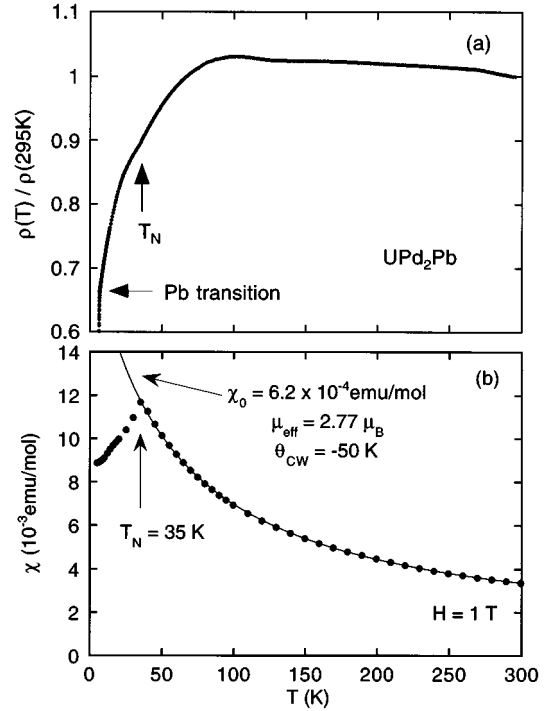 1.1
(a)
1
0.9
0.8
0.7
0.6
ρ(T) / ρ(295K)
T_N
UPd₂Pb
Pb transition
14
12
10
8
6
4
2
0
χ (10⁻³emu/mol)
(b)
χ₀ = 6.2 x 10⁻⁴emu/mol
μ_eff = 2.77 μ_B
θ_CW = -50 K
T_N = 35 K
H = 1 T
0 50 100 150 200 250 300
T (K)